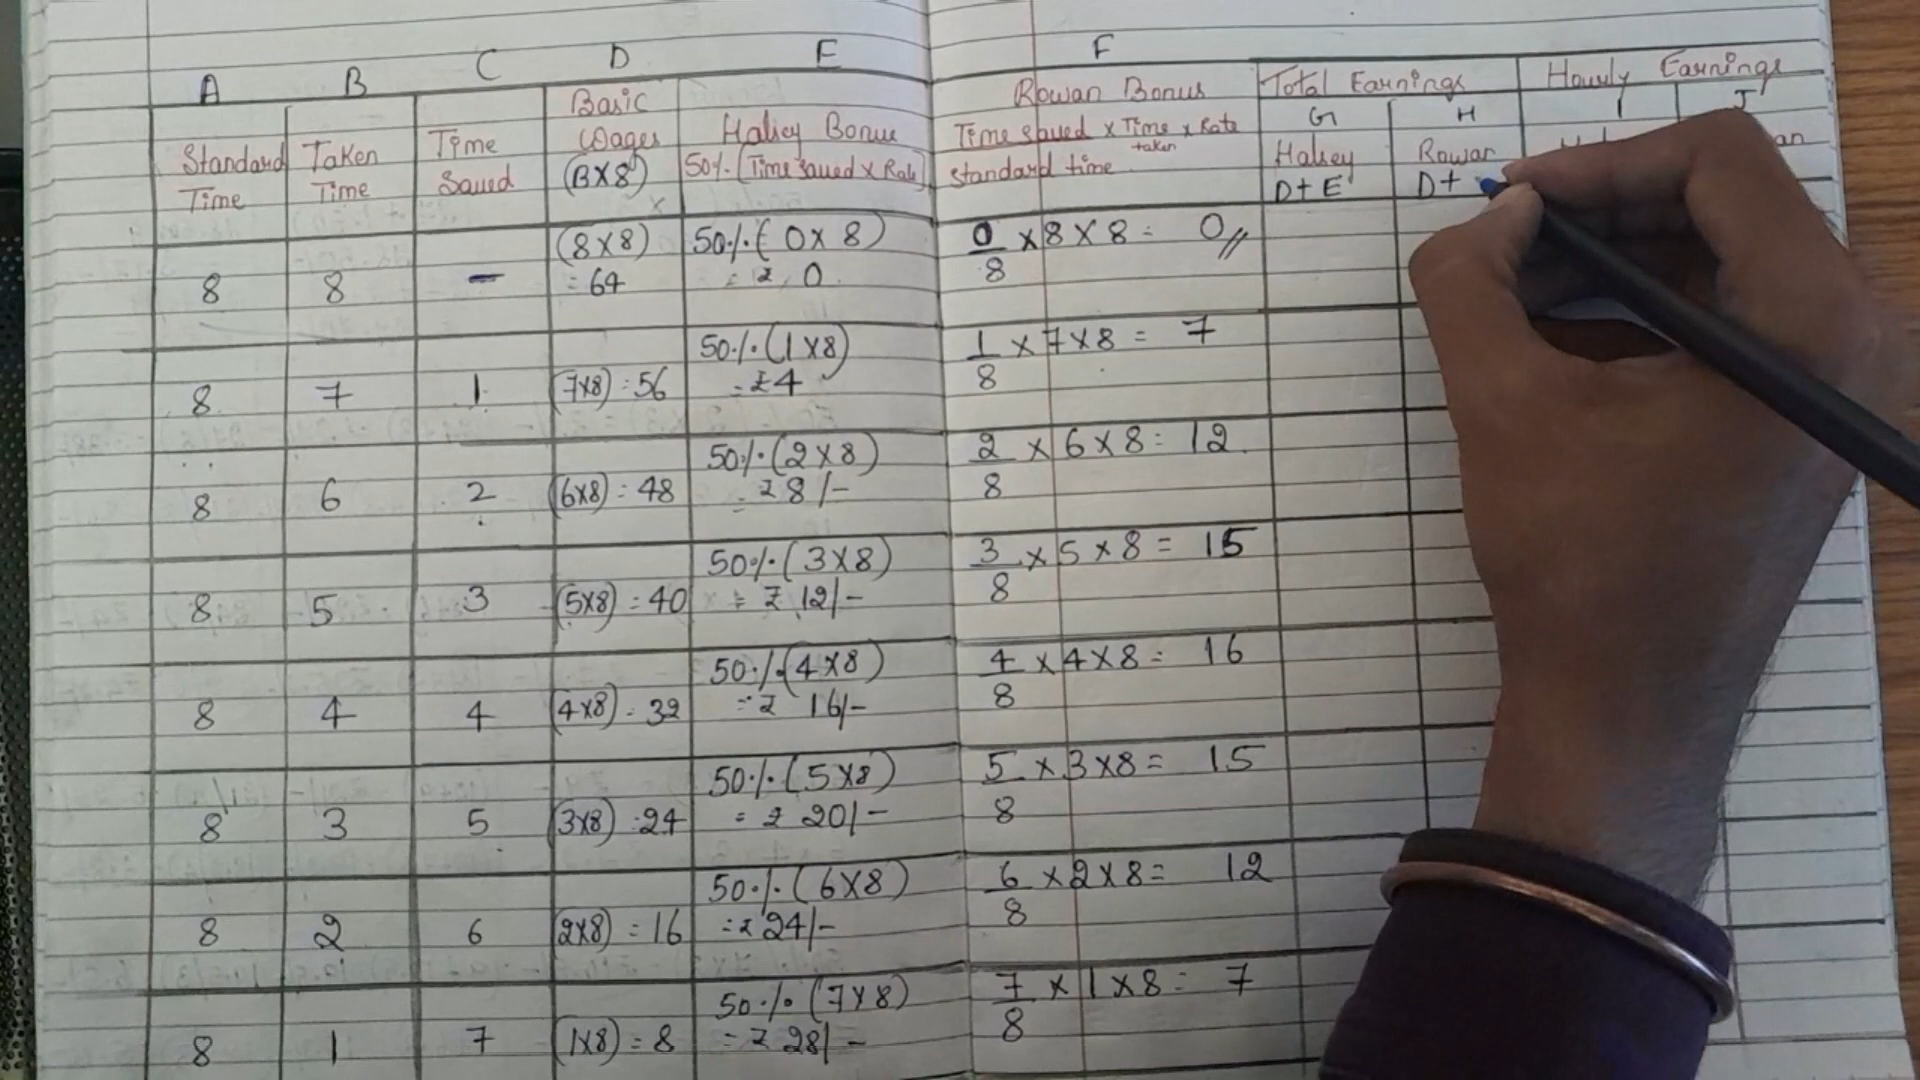 A B C D E F
Standard Time
Taken Time
Time Saved
Basic Wages (B×8)
Halsey Bonus
50%[Time saved × Rate]
Rowan Bonus
Time saved × Time taken × Rate
standard time
Total Earnings
G H
Halsey D+E
Rowan D+
Hourly Earnings
I J
8 8 – (8×8) = 64
50%(0×8) = ₹ 0
0/8 × 8 × 8 = 0
8 7 1 (7×8) = 56
50%(1×8) = ₹4
1/8 × 7 × 8 = 7
8 6 2 (6×8) = 48
50%(2×8) = ₹8/-
2/8 × 6 × 8 = 12
8 5 3 (5×8) = 40
50%(3×8) = ₹12/-
3/8 × 5 × 8 = 15
8 4 4 (4×8) = 32
50%(4×8) = ₹16/-
4/8 × 4 × 8 = 16
8 3 5 (3×8) = 24
50%(5×8) = ₹20/-
5/8 × 3 × 8 = 15
8 2 6 (2×8) = 16
50%(6×8) = ₹24/-
6/8 × 2 × 8 = 12
8 1 7 (1×8) = 8
50%(7×8) = ₹28/-
7/8 × 1 × 8 = 7